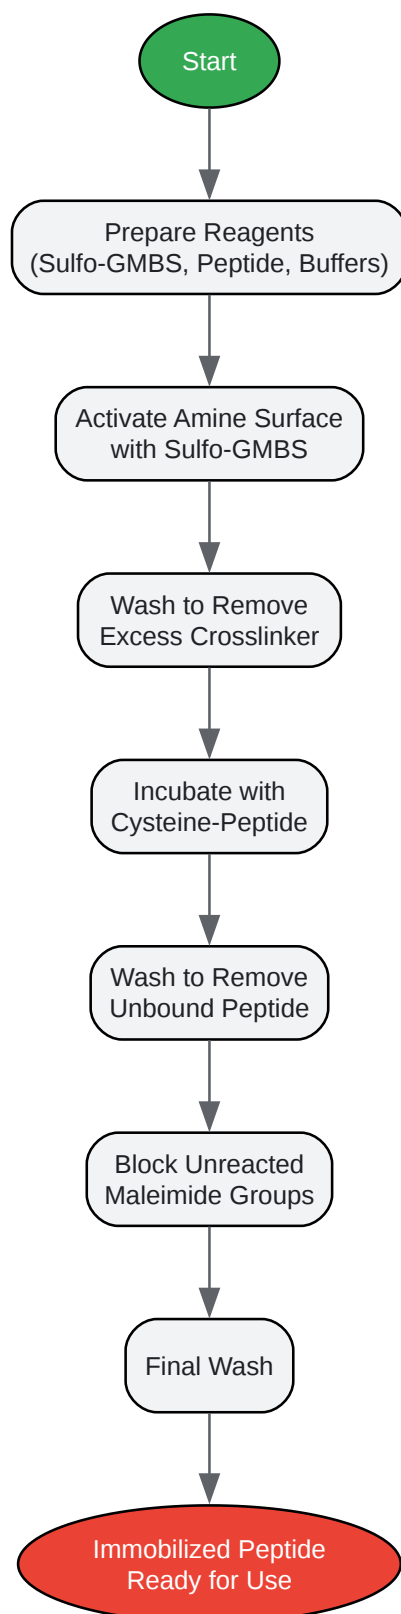 Start
Prepare Reagents
(Sulfo-GMBS, Peptide, Buffers)
Activate Amine Surface
with Sulfo-GMBS
Wash to Remove
Excess Crosslinker
Incubate with
Cysteine-Peptide
Wash to Remove
Unbound Peptide
Block Unreacted
Maleimide Groups
Final Wash
Immobilized Peptide
Ready for Use